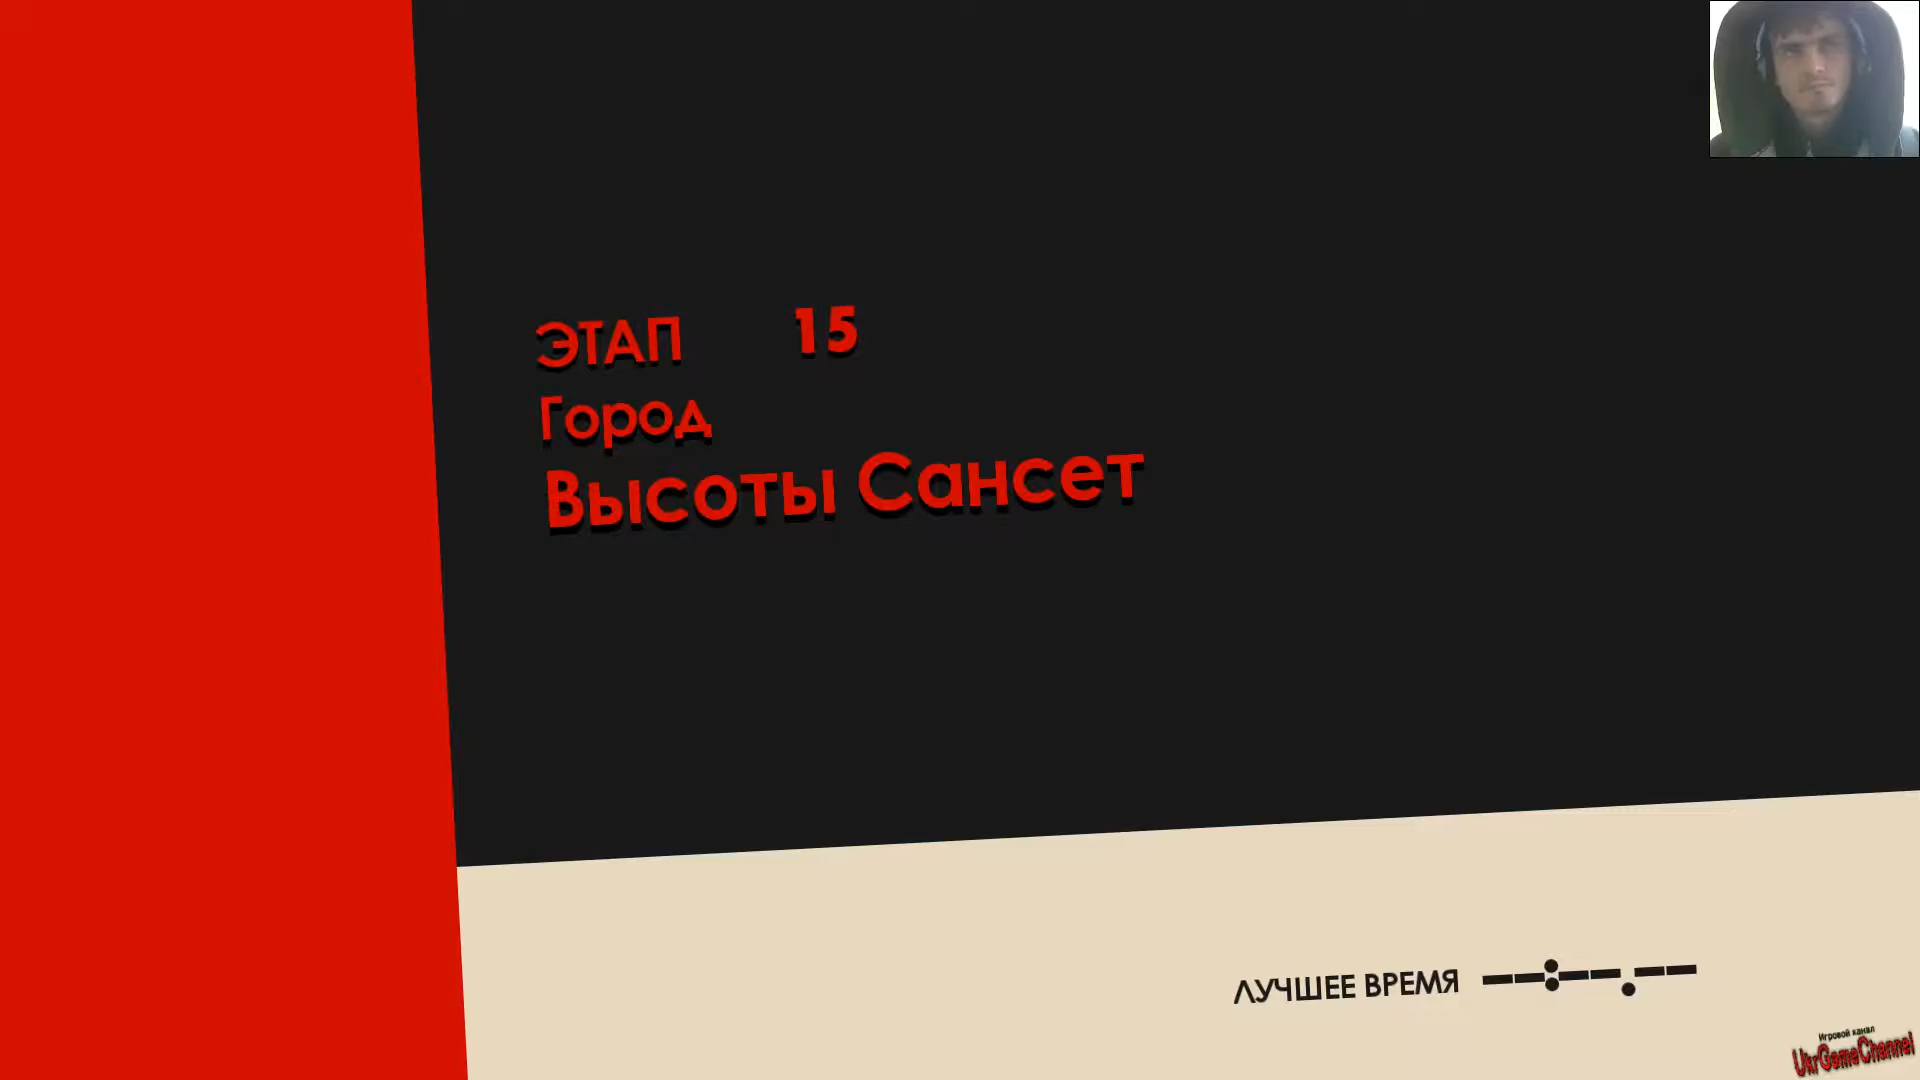 ЭТАП 15
Город
Высоты Сансет
ЛУЧШЕЕ ВРЕМЯ --:--.--
Игровой канал
UkrGameChannel